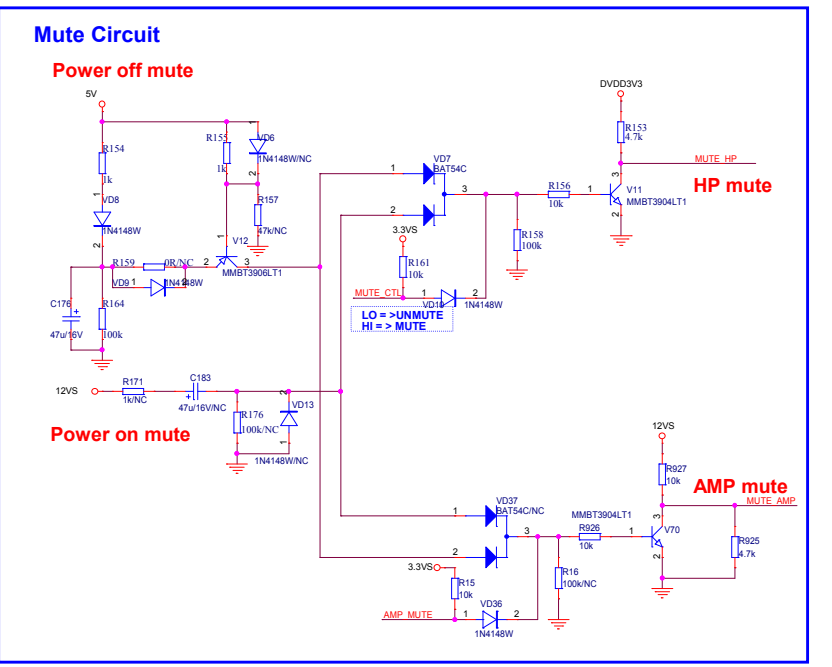 Mute Circuit
Power off mute
5V
R154
1k
VD8
1N4148W
R155
1k
VD6
1N4148W/NC
R157
47k/NC
V12
MMBT3906LT1
R159
0R/NC
VD9
1N4148W
C176
47u/16V
R164
100k
12VS
R171
1k/NC
C183
47u/16V/NC
R176
100k/NC
VD13
1N4148W/NC
Power on mute
VD7
BAT54C
3.3VS
R161
10k
MUTE_CTL
VD10
1N4148W
LO = >UNMUTE
HI = > MUTE
R158
100k
R156
10k
DVDD3V3
R153
4.7k
MUTE_HP
HP mute
V11
MMBT3904LT1
VD37
BAT54C/NC
3.3VS
R15
10k
AMP_MUTE
VD36
1N4148W
R16
100k/NC
MMBT3904LT1
R926
10k
V70
12VS
R927
10k
AMP mute
MUTE_AMP
R925
4.7k